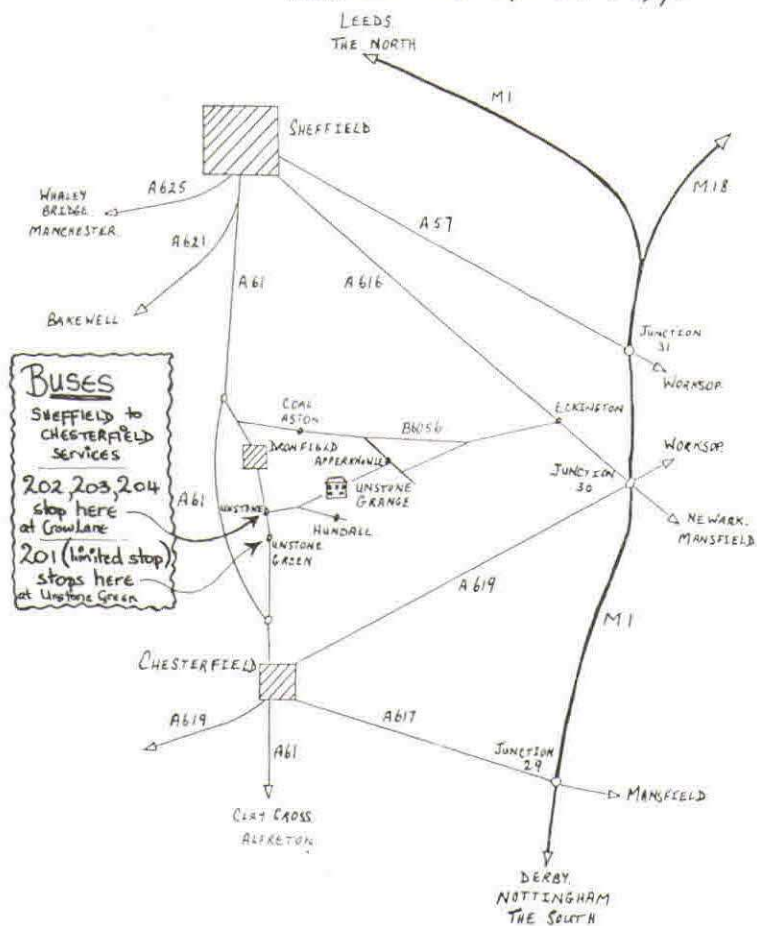 LEEDS
THE NORTH
M1
SHEFFIELD
M18
A625
WHALEY
BRIDGE
MANCHESTER
A57
A621
A61
A616
BAKEWELL
JUNCTION
31
WORKSOP
BUSES
SHEFFIELD to
CHESTERFIELD
SERVICES
202, 203, 204
stop here
at Crow Lane
201 (limited stop)
stops here
at Unstone Green
COAL
ASTON
B6056
ECKINGTON
DRONFIELD
APPERKNOWLE
WORKSOP
JUNCTION
30
A61
UNSTONE
UNSTONE
GRANGE
HUNDALL
NEWARK.
MANSFIELD
UNSTONE
GREEN
A619
M1
CHESTERFIELD
A619
A617
A61
JUNCTION
29
MANSFIELD
CLAY CROSS
ALFRETON
DERBY
NOTTINGHAM
THE SOUTH